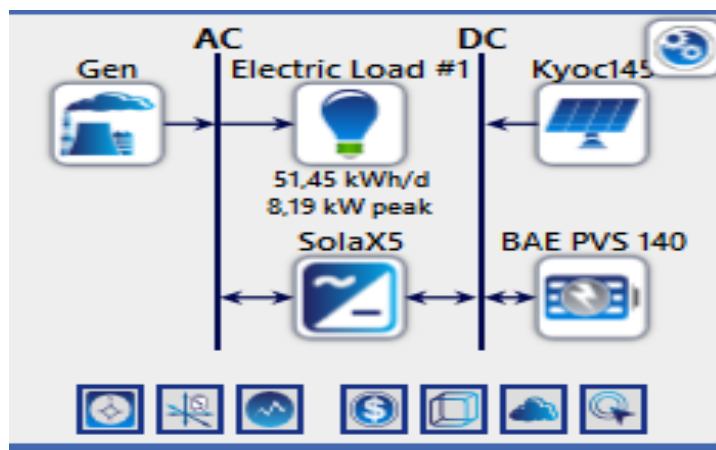 AC DC
Gen Electric Load #1 Kyoc145
51,45 kWh/d
8,19 kW peak
SolaX5 BAE PVS 140